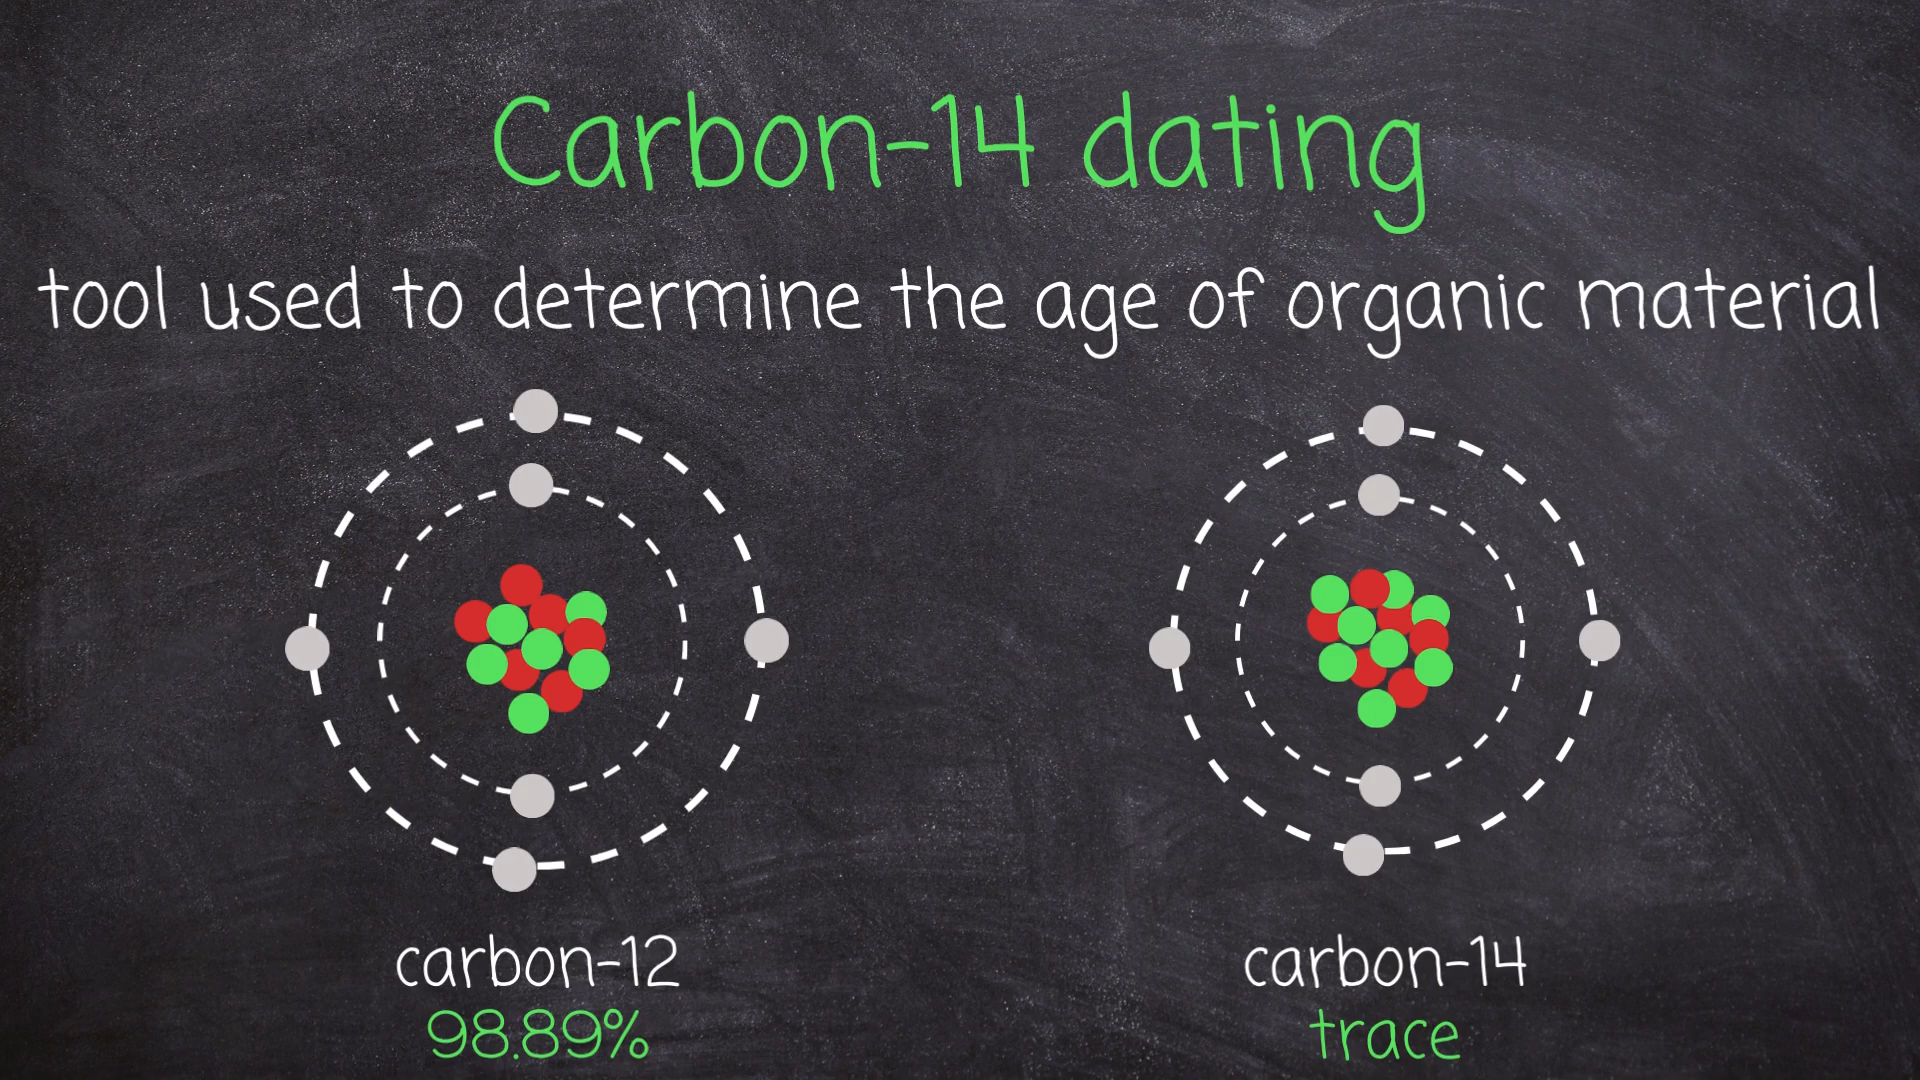 Carbon-14 dating
tool used to determine the age of organic material
carbon-12
98.89%
carbon-14
trace